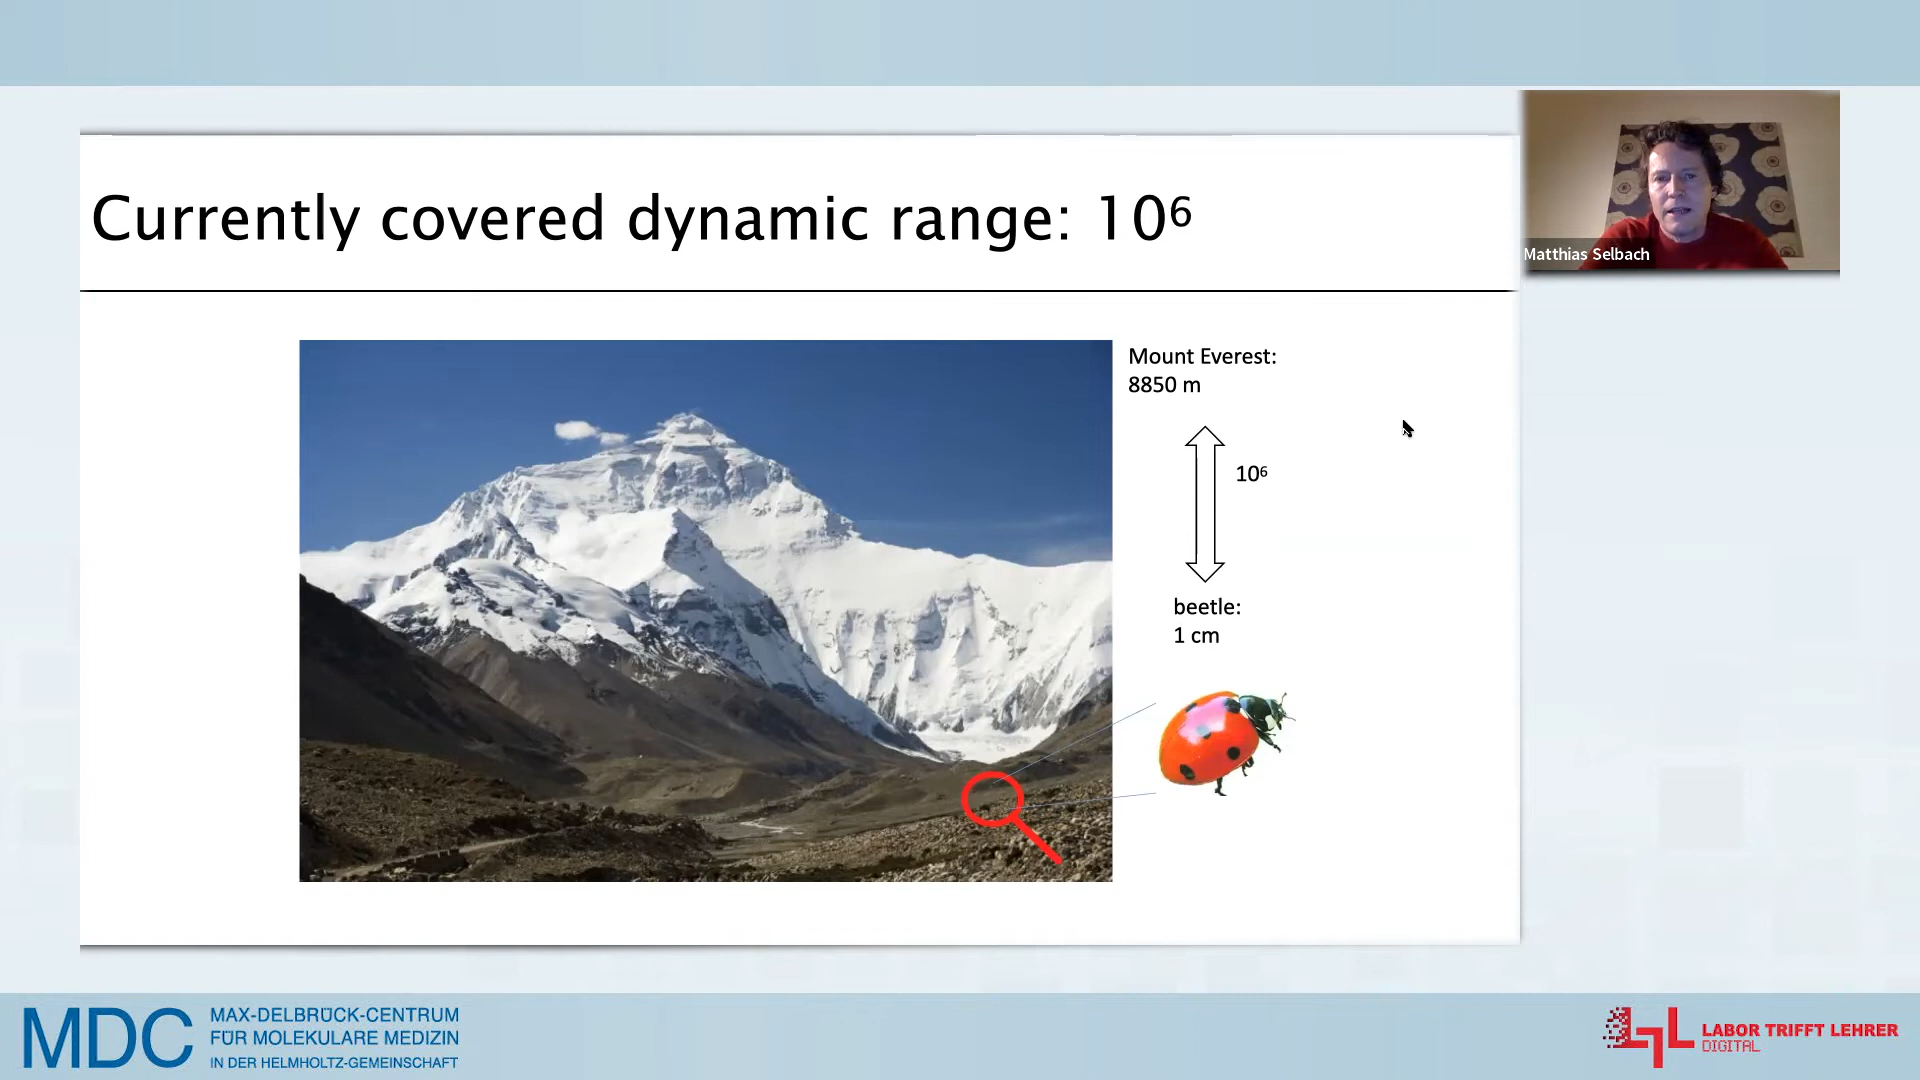 Currently covered dynamic range: 10⁶
Matthias Selbach
Mount Everest:
8850 m
10⁶
beetle:
1 cm
MDC
MAX-DELBRÜCK-CENTRUM
FÜR MOLEKULARE MEDIZIN
IN DER HELMHOLTZ-GEMEINSCHAFT
LTL
LABOR TRIFFT LEHRER
DIGITAL